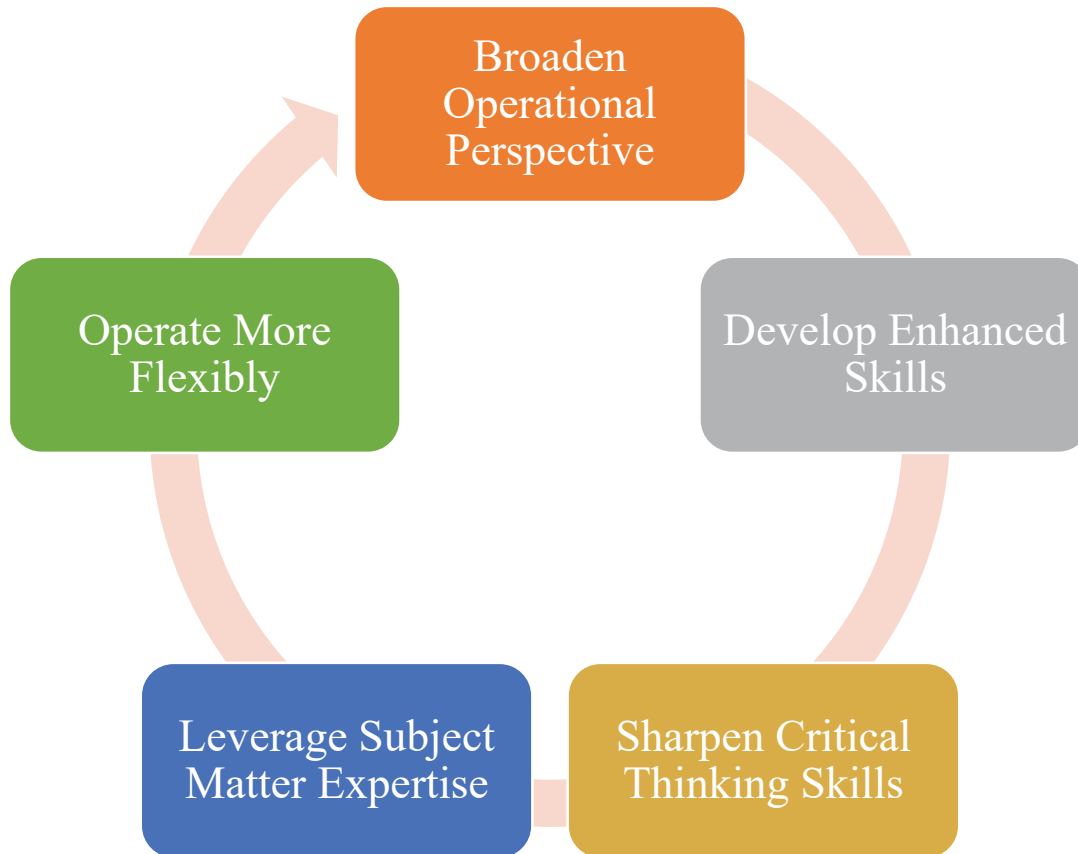 Broaden
Operational
Perspective
Develop Enhanced
Skills
Sharpen Critical
Thinking Skills
Leverage Subject
Matter Expertise
Operate More
Flexibly